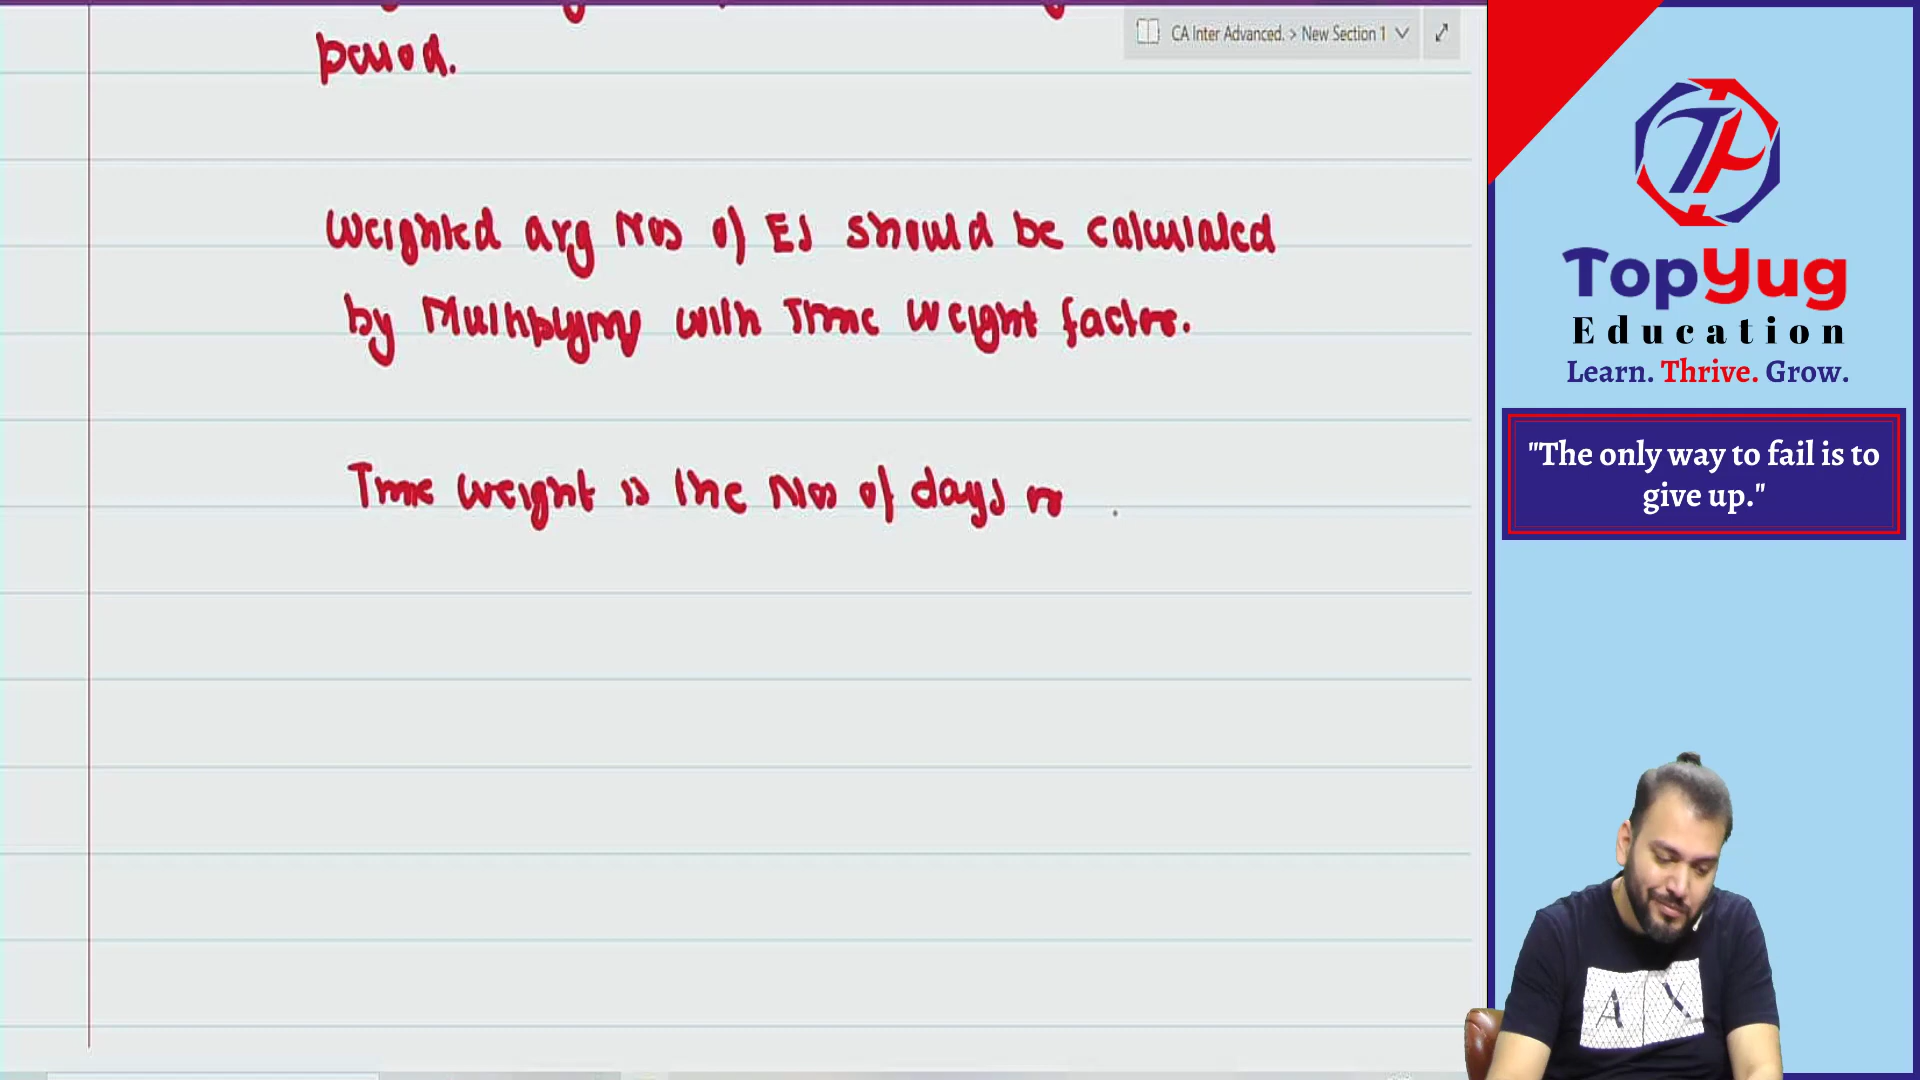 period.
CA Inter Advanced. > New Section 1
Weighted avg Nos of ES should be calculated
by Multiplying with Time Weight factor.
Time weight is the Nos of days
TopYug
Education
Learn. Thrive. Grow.
"The only way to fail is to
give up."
A X